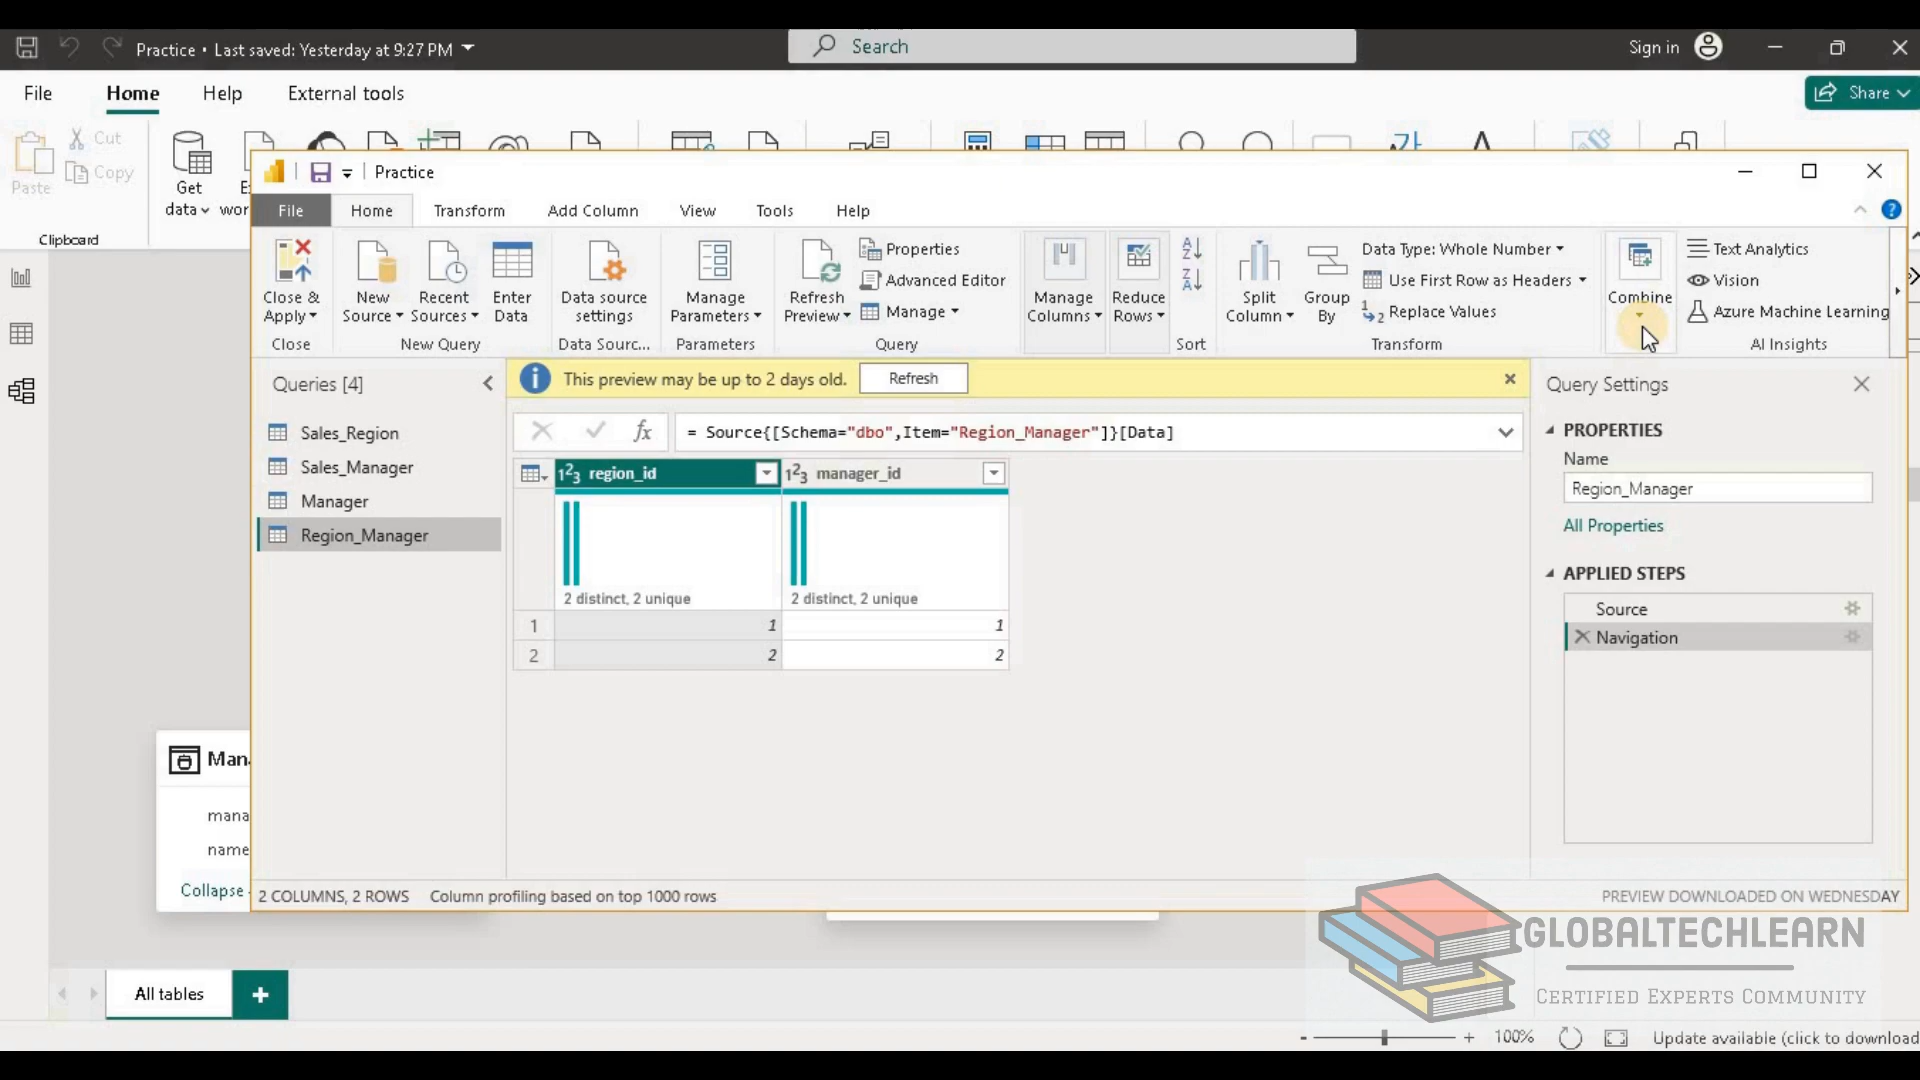 Practice • Last saved: Yesterday at 9:27 PM
Search
Sign in
File Home Help External tools
Share
Paste
Cut
Copy
Clipboard
Get
data
wor
Practice
File Home Transform Add Column View Tools Help
Close &
Apply
Close
New
Source
Recent
Sources
Enter
Data
New Query
Data source
settings
Data Sourc...
Manage
Parameters
Parameters
Refresh
Preview
Properties
Advanced Editor
Manage
Query
Manage
Columns
Reduce
Rows
Sort
Split
Column
Group
By
Data Type: Whole Number
Use First Row as Headers
Replace Values
Transform
Combine
Text Analytics
Vision
Azure Machine Learning
AI Insights
Queries [4]
Sales_Region
Sales_Manager
Manager
Region_Manager
This preview may be up to 2 days old.
Refresh
fx
= Source{[Schema="dbo",Item="Region_Manager"]}[Data]
123 region_id
123 manager_id
2 distinct, 2 unique
2 distinct, 2 unique
1 1 1
2 2 2
Query Settings
PROPERTIES
Name
Region_Manager
All Properties
APPLIED STEPS
Source
Navigation
Mana
mana
name
Collapse
2 COLUMNS, 2 ROWS Column profiling based on top 1000 rows
PREVIEW DOWNLOADED ON WEDNESDAY
GLOBALTECHLEARN
CERTIFIED EXPERTS COMMUNITY
All tables
100%
Update available (click to download